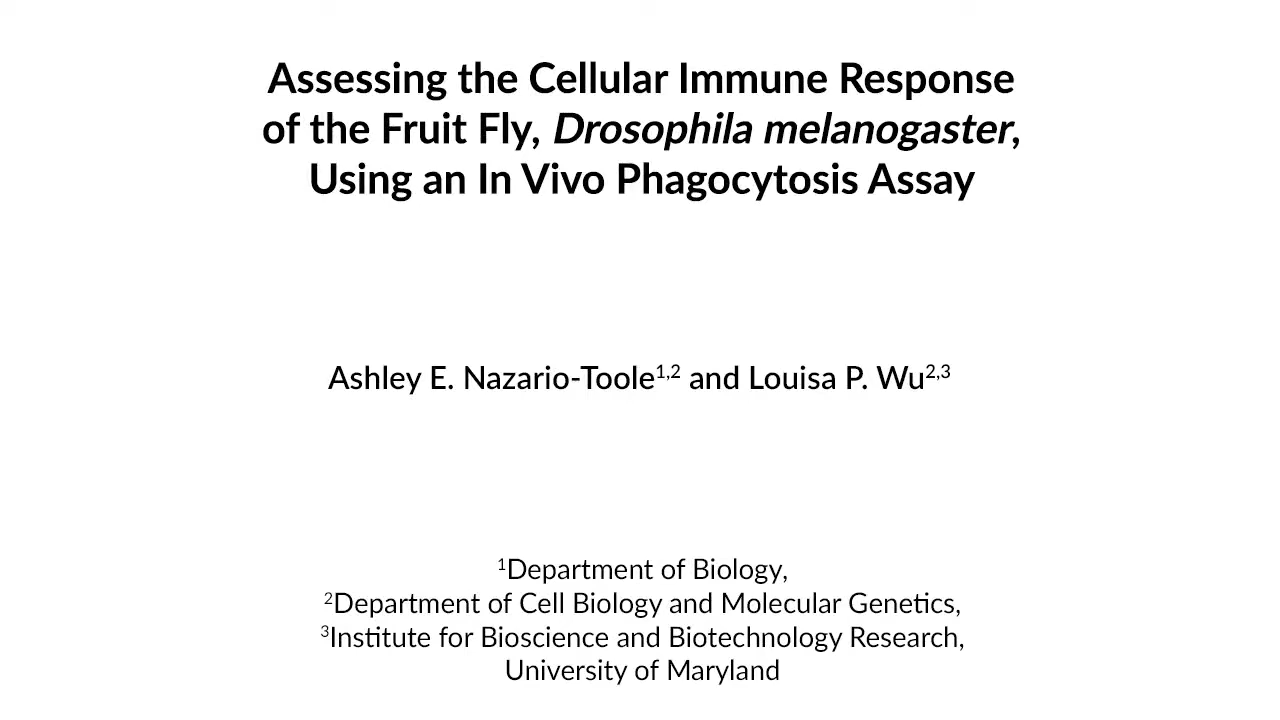 Assessing the Cellular Immune Response
of the Fruit Fly, Drosophila melanogaster,
Using an In Vivo Phagocytosis Assay
Ashley E. Nazario-Toole1,2 and Louisa P. Wu2,3
1Department of Biology,
2Department of Cell Biology and Molecular Genetics,
3Institute for Bioscience and Biotechnology Research,
University of Maryland